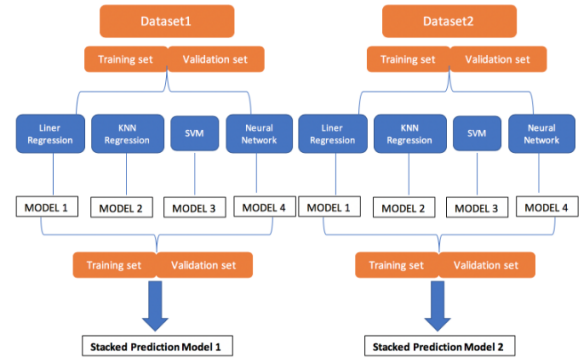 Dataset1
Dataset2
Training set
Validation set
Training set
Validation set
Liner
Regression
KNN
Regression
SVM
Neural
Network
Liner
Regression
KNN
Regression
SVM
Neural
Network
MODEL 1
MODEL 2
MODEL 3
MODEL 4
MODEL 1
MODEL 2
MODEL 3
MODEL 4
Training set
Validation set
Training set
Validation set
Stacked Prediction Model 1
Stacked Prediction Model 2